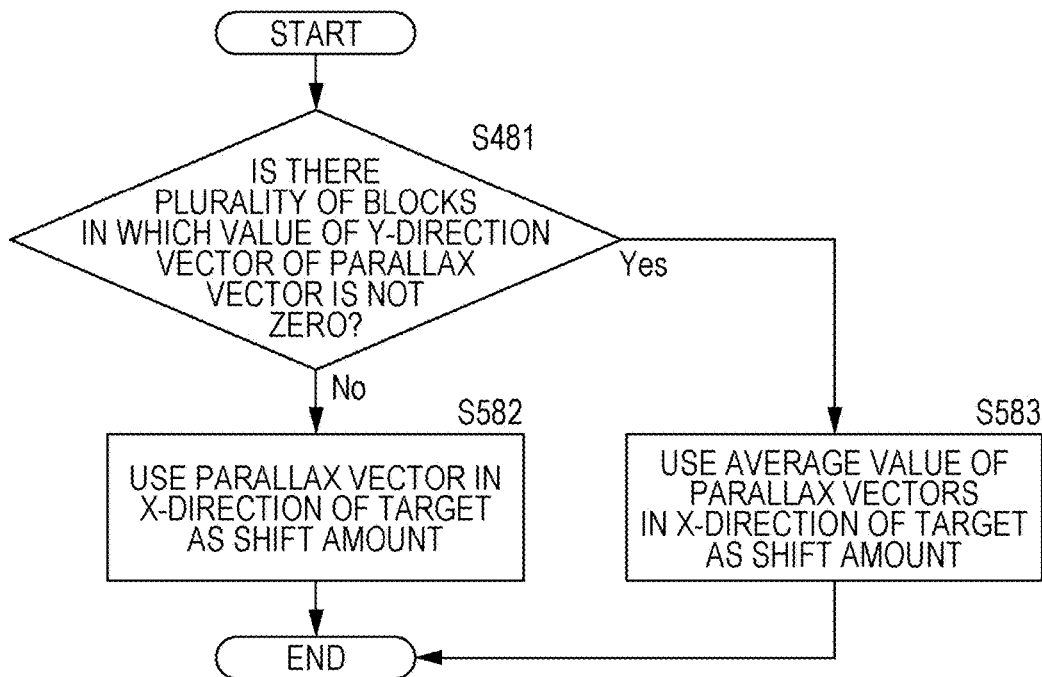 START
S481
IS THERE
PLURALITY OF BLOCKS
IN WHICH VALUE OF Y-DIRECTION
VECTOR OF PARALLAX
VECTOR IS NOT
ZERO?
Yes
No
S582
USE PARALLAX VECTOR IN
X-DIRECTION OF TARGET
AS SHIFT AMOUNT
S583
USE AVERAGE VALUE OF
PARALLAX VECTORS
IN X-DIRECTION OF TARGET
AS SHIFT AMOUNT
END